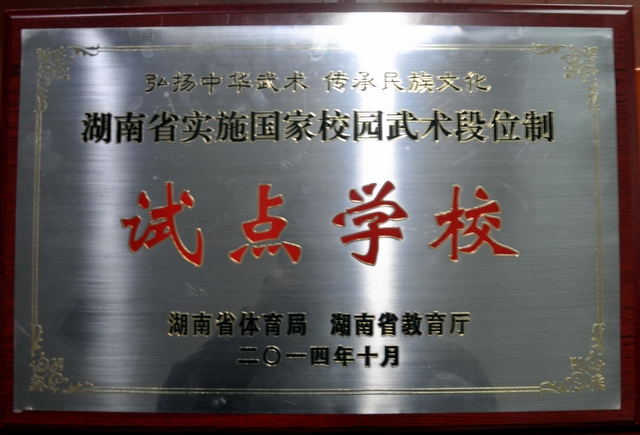 弘扬中华武术 传承民族文化
湖南省实施国家校园武术段位制
试点学校
湖南省体育局 湖南省教育厅
二〇一四年十月